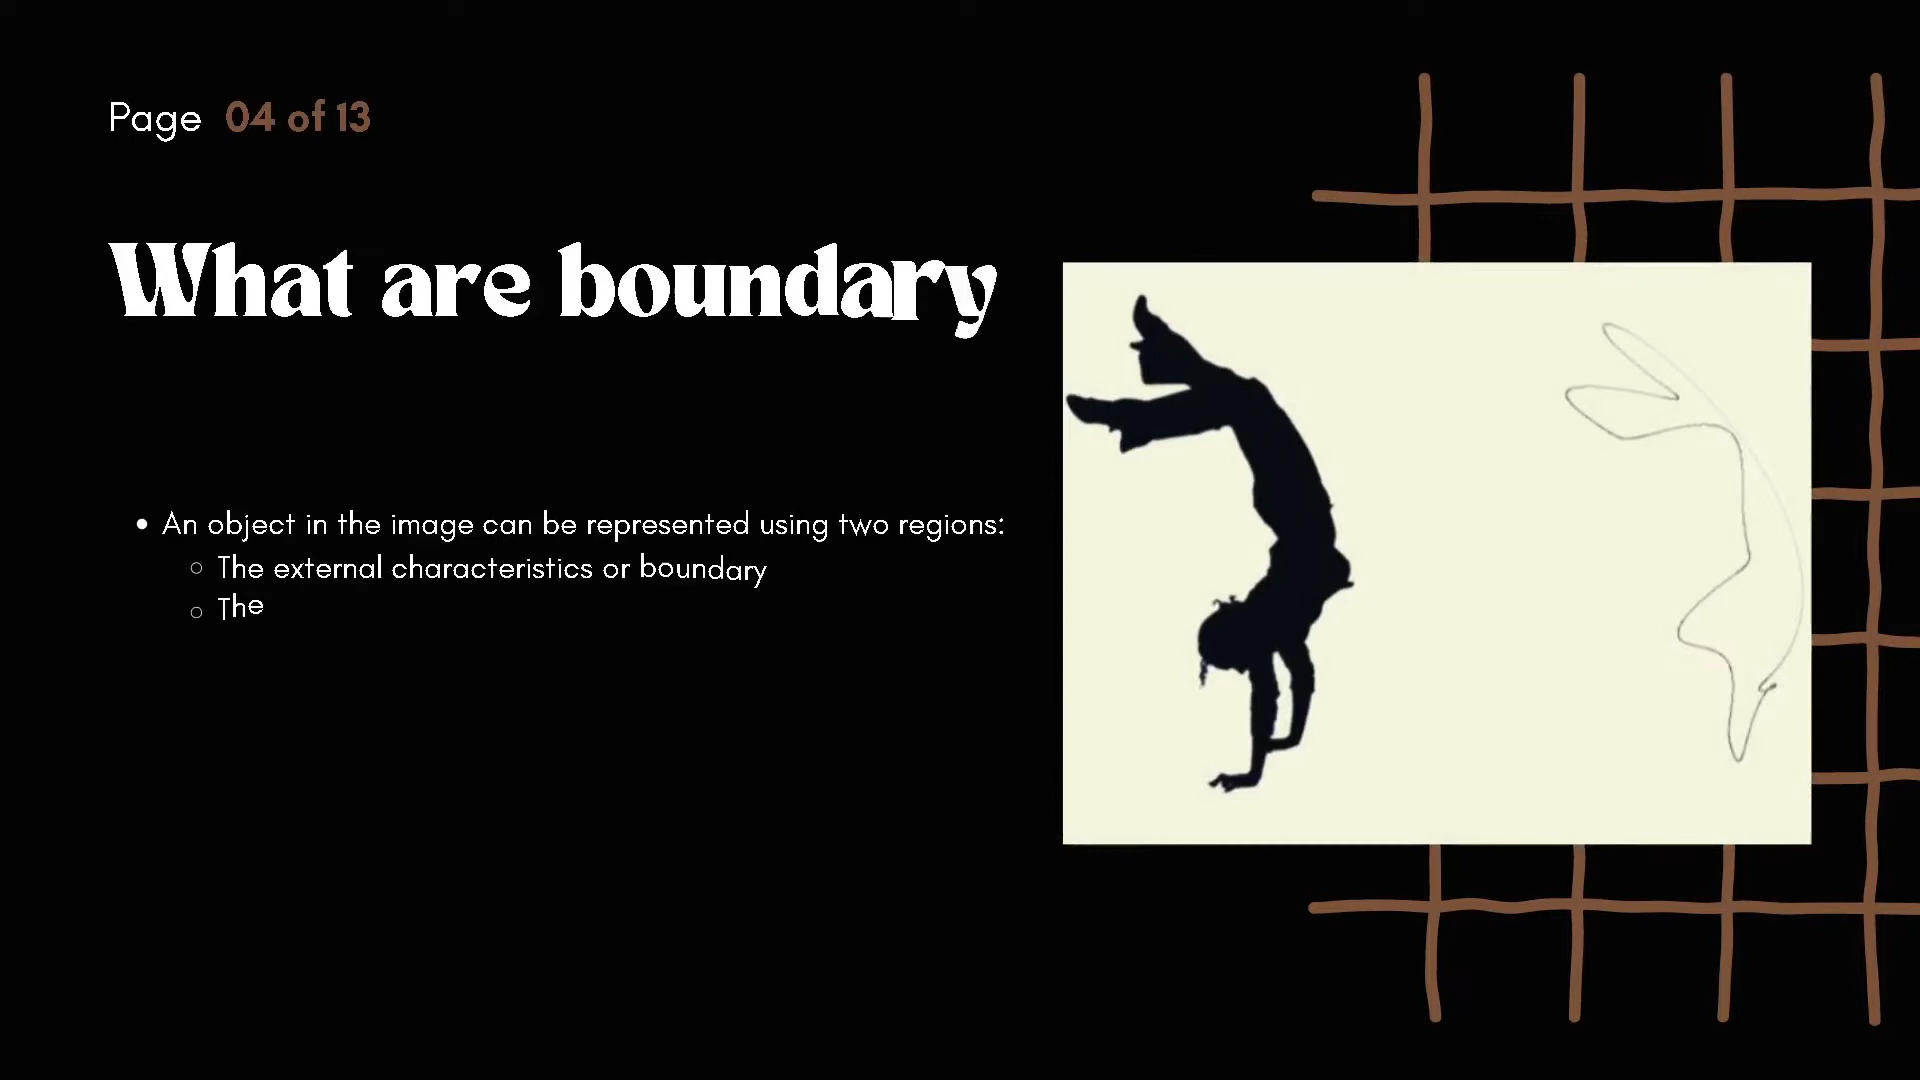 Page 04 of 13
What are boundary
• An object in the image can be represented using two regions:
○ The external characteristics or boundary
○ The